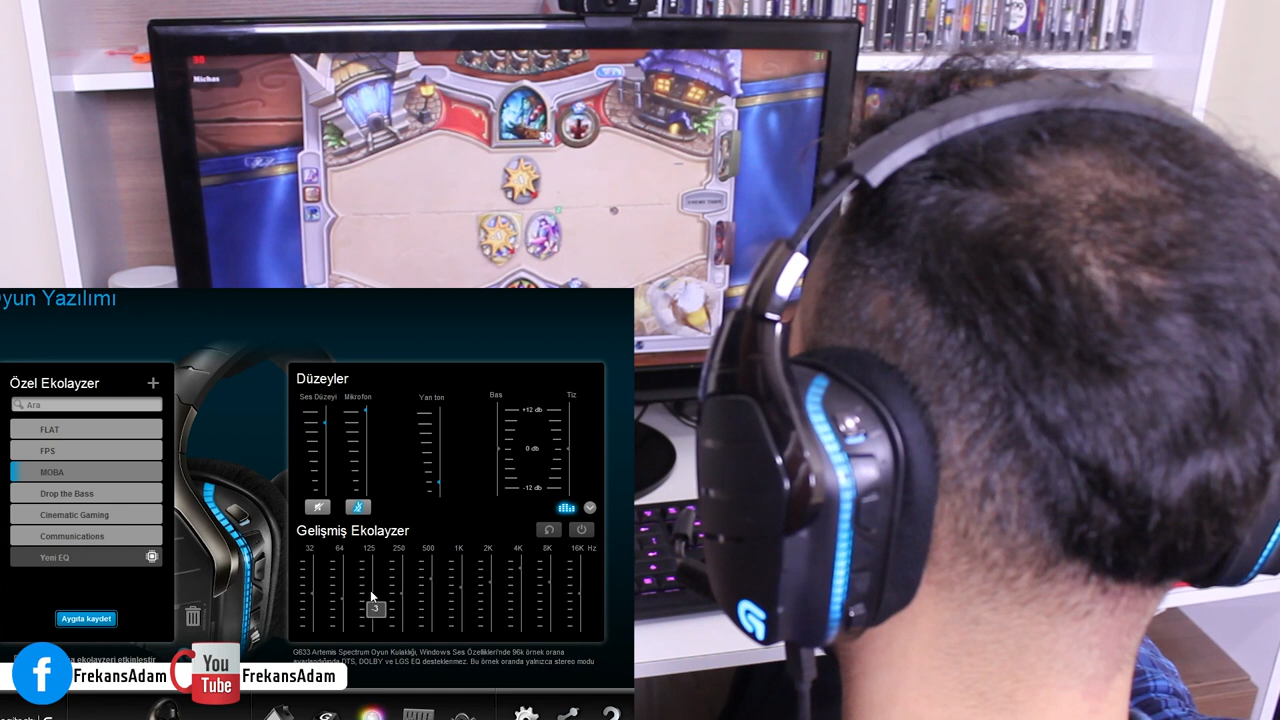 Michas
30
Oyun Yazılımı
Özel Ekolayzer
Ara
FLAT
FPS
MOBA
Drop the Bass
Cinematic Gaming
Communications
Yeni EQ
Aygıta kaydet
Düzeyler
Ses Düzeyi Mikrofon Yan ton Bas Tiz
+12 db
0 db
-12 db
Gelişmiş Ekolayzer
32 64 125 250 500 1K 2K 4K 8K 16K Hz
-3
G633 Artemis Spectrum Oyun Kulaklığı, Windows Ses Özellikleri'nde 96k örnek orana
ayarlandığında DTS, DOLBY ve LGS EQ desteklenmez. Bu örnek oranda yalnızca stereo modu
ekolayzeri etkinleştir
f FrekansAdam You Tube FrekansAdam
G